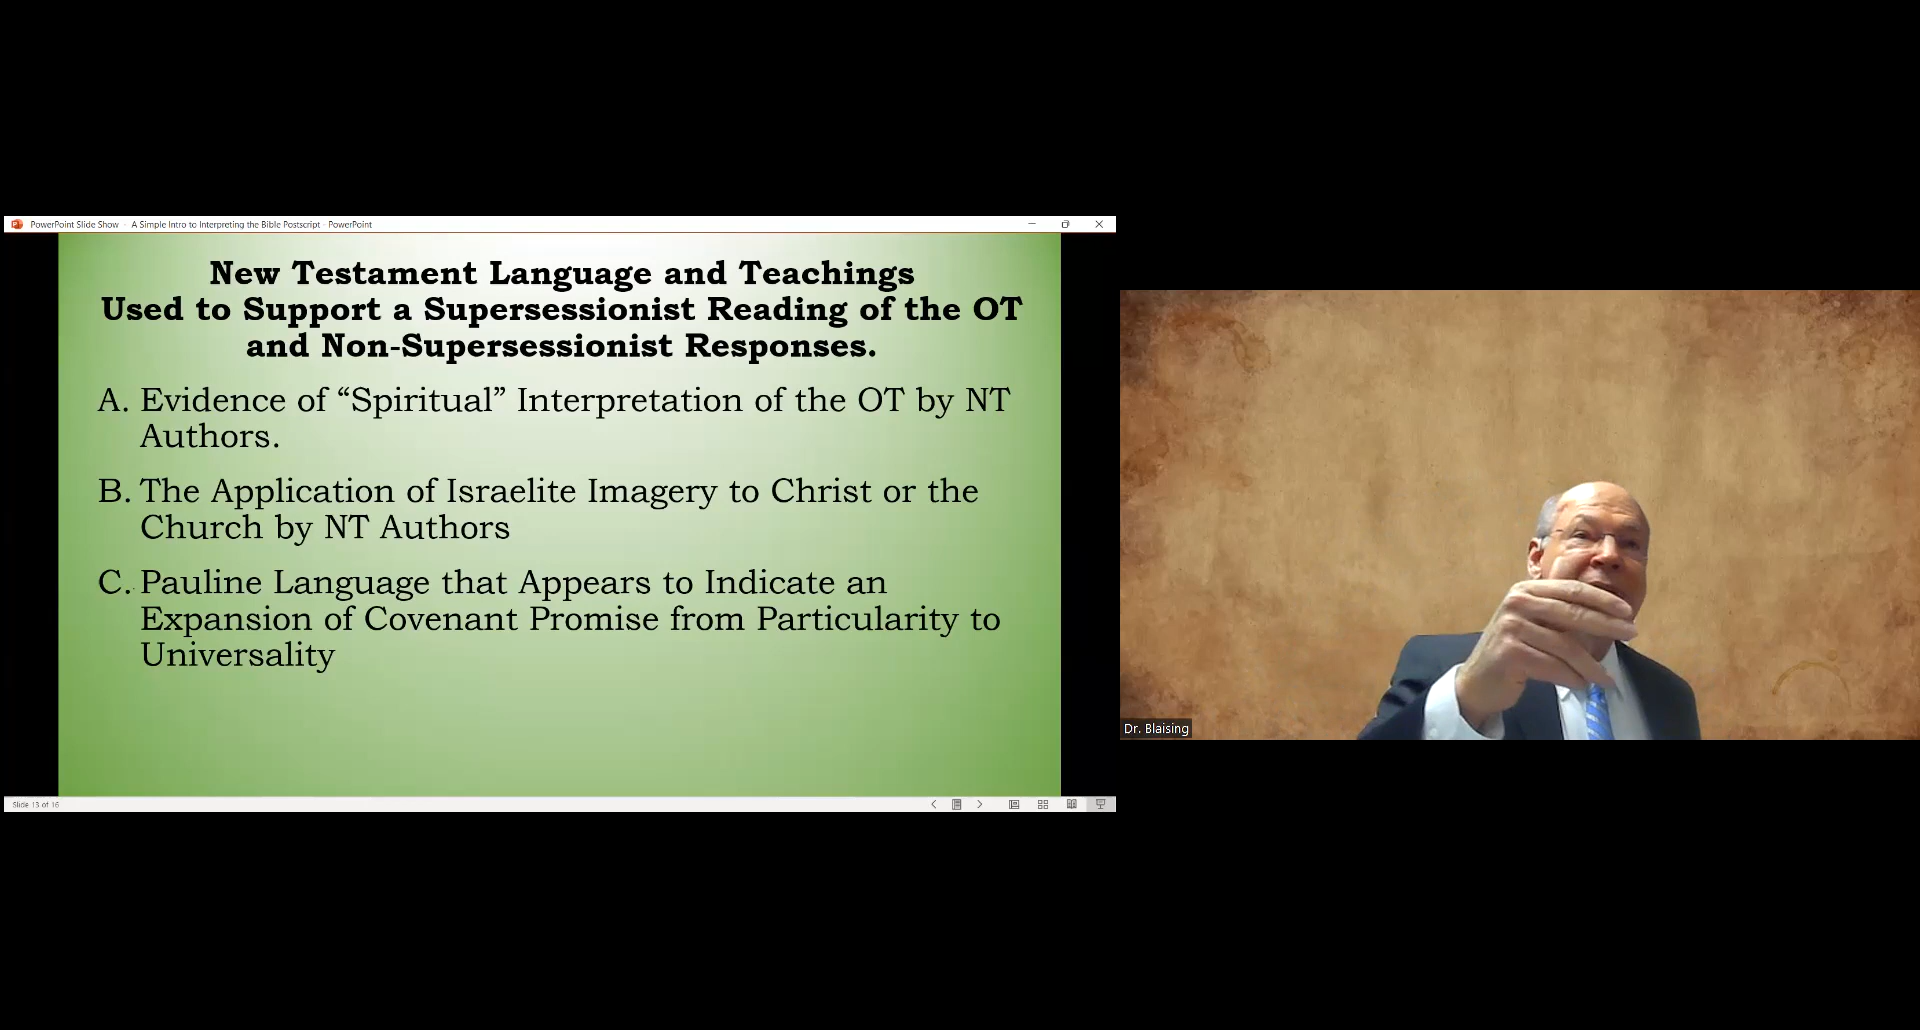 PowerPoint Slide Show - A Simple Intro to Interpreting the Bible Postscript - PowerPoint
New Testament Language and Teachings
Used to Support a Supersessionist Reading of the OT
and Non-Supersessionist Responses.
A. Evidence of “Spiritual” Interpretation of the OT by NT
Authors.
B. The Application of Israelite Imagery to Christ or the
Church by NT Authors
C. Pauline Language that Appears to Indicate an
Expansion of Covenant Promise from Particularity to
Universality
Slide 13 of 16
Dr. Blaising